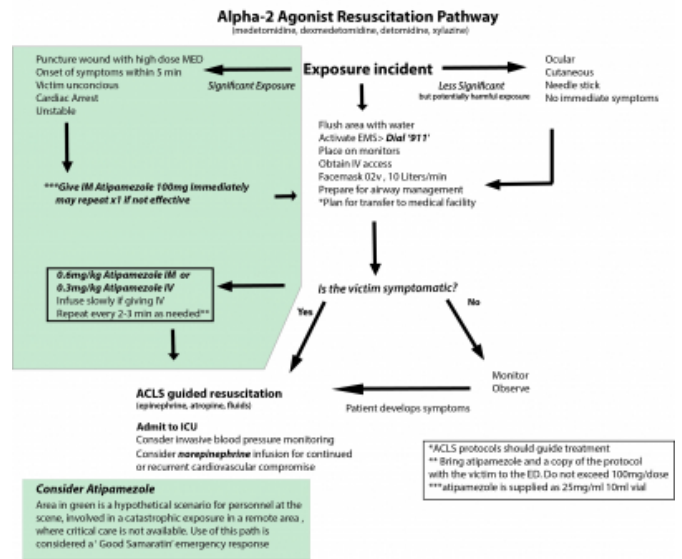 Alpha-2 Agonist Resuscitation Pathway
(medetomidine, dexmedetomidine, detomidine, xylazine)
Puncture wound with high dose MED
Onset of symptoms within 5 min
Victim unconcious
Cardiac Arrest
Unstable
Significant Exposure
Exposure incident
Less Significant
but potentially harmful exposure
Ocular
Cutaneous
Needle stick
No immediate symptoms
Flush area with water
Activate EMS> Dial '911'
Place on monitors
Obtain IV access
Facemask 02v, 10 Liters/min
Prepare for airway management
*Plan for transfer to medical facility
***Give IM Atipamezole 100mg immediately
may repeat x1 if not effective
0.6mg/kg Atipamezole IM or
0.3mg/kg Atipamezole IV
Infuse slowly if giving IV
Repeat every 2-3 min as needed**
Is the victim symptomatic?
Yes
No
Monitor
Observe
Patient develops symptoms
ACLS guided resuscitation
(epinephrine, atropine, fluids)
Admit to ICU
Consder invasive blood pressure monitoring
Consider norepinephrine infusion for continued
or recurrent cardiovascular compromise
*ACLS protocols should guide treatment
** Bring atipamezole and a copy of the protocol
with the victim to the ED. Do not exceed 100mg/dose
***atipamezole is supplied as 25mg/ml 10ml vial
Consider Atipamezole
Area in green is a hypothetical scenario for personnel at the
scene, involved in a catastrophic exposure in a remote area ,
where critical care is not available. Use of this path is
considered a ' Good Samaratin' emergency response